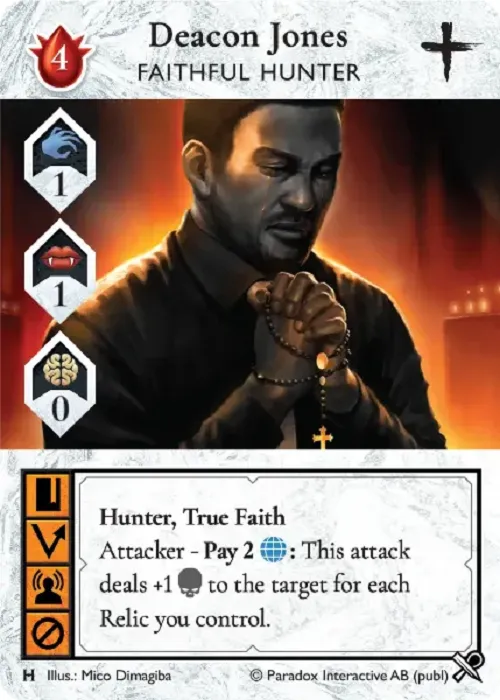 4
Deacon Jones
FAITHFUL HUNTER
1
1
0
Hunter, True Faith
Attacker - Pay 2 : This attack
deals +1 to the target for each
Relic you control.
H Illus.: Mico Dimagiba © Paradox Interactive AB (publ)